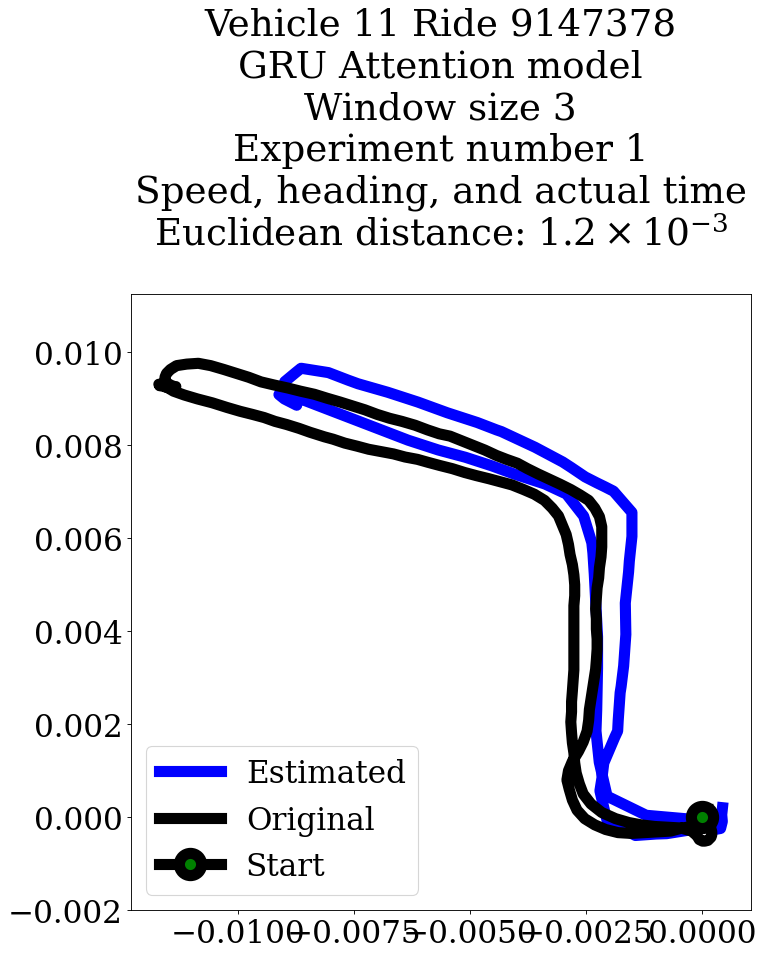 Vehicle 11 Ride 9147378
GRU Attention model
Window size 3
Experiment number 1
Speed, heading, and actual time
Euclidean distance: 1.2 × 10⁻³
0.010
0.008
0.006
0.004
0.002
0.000
−0.002
Estimated
Original
Start
−0.0100 −0.0075 −0.0050 −0.0025 0.0000